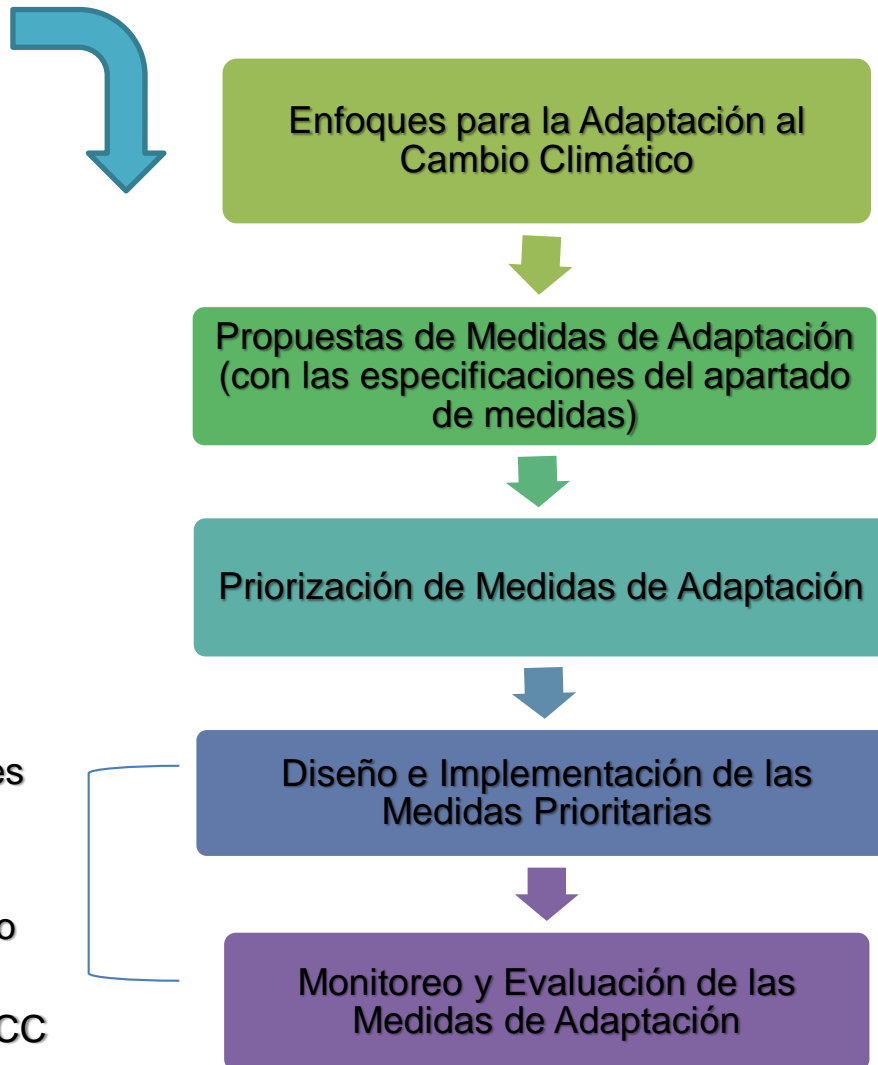 Enfoques para la Adaptación al
Cambio Climático
Propuestas de Medidas de Adaptación
(con las especificaciones del apartado
de medidas)
Priorización de Medidas de Adaptación
Diseño e Implementación de las
Medidas Prioritarias
Monitoreo y Evaluación de las
Medidas de Adaptación